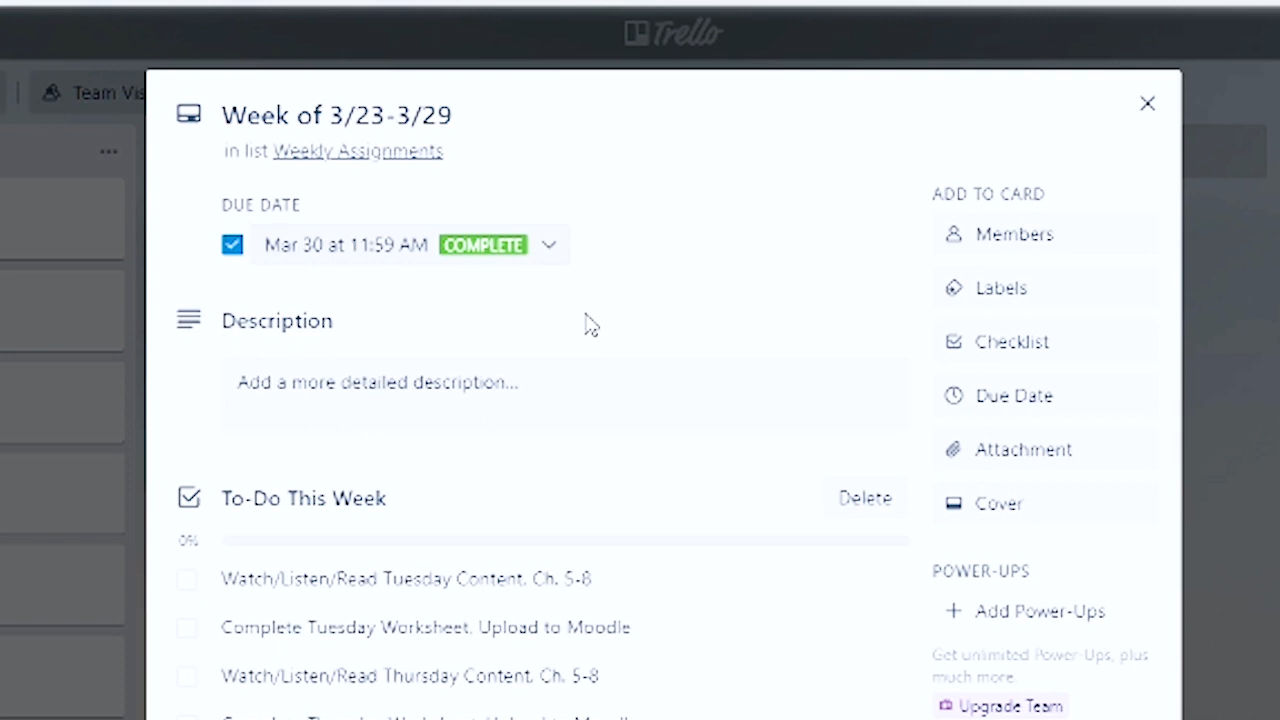 Trello
Team Vis
Week of 3/23-3/29
in list Weekly Assignments
DUE DATE
Mar 30 at 11:59 AM COMPLETE
Description
Add a more detailed description...
To-Do This Week
Delete
0%
Watch/Listen/Read Tuesday Content, Ch. 5-8
Complete Tuesday Worksheet, Upload to Moodle
Watch/Listen/Read Thursday Content, Ch. 5-8
ADD TO CARD
Members
Labels
Checklist
Due Date
Attachment
Cover
POWER-UPS
+ Add Power-Ups
Get unlimited Power-Ups, plus
much more.
Upgrade Team